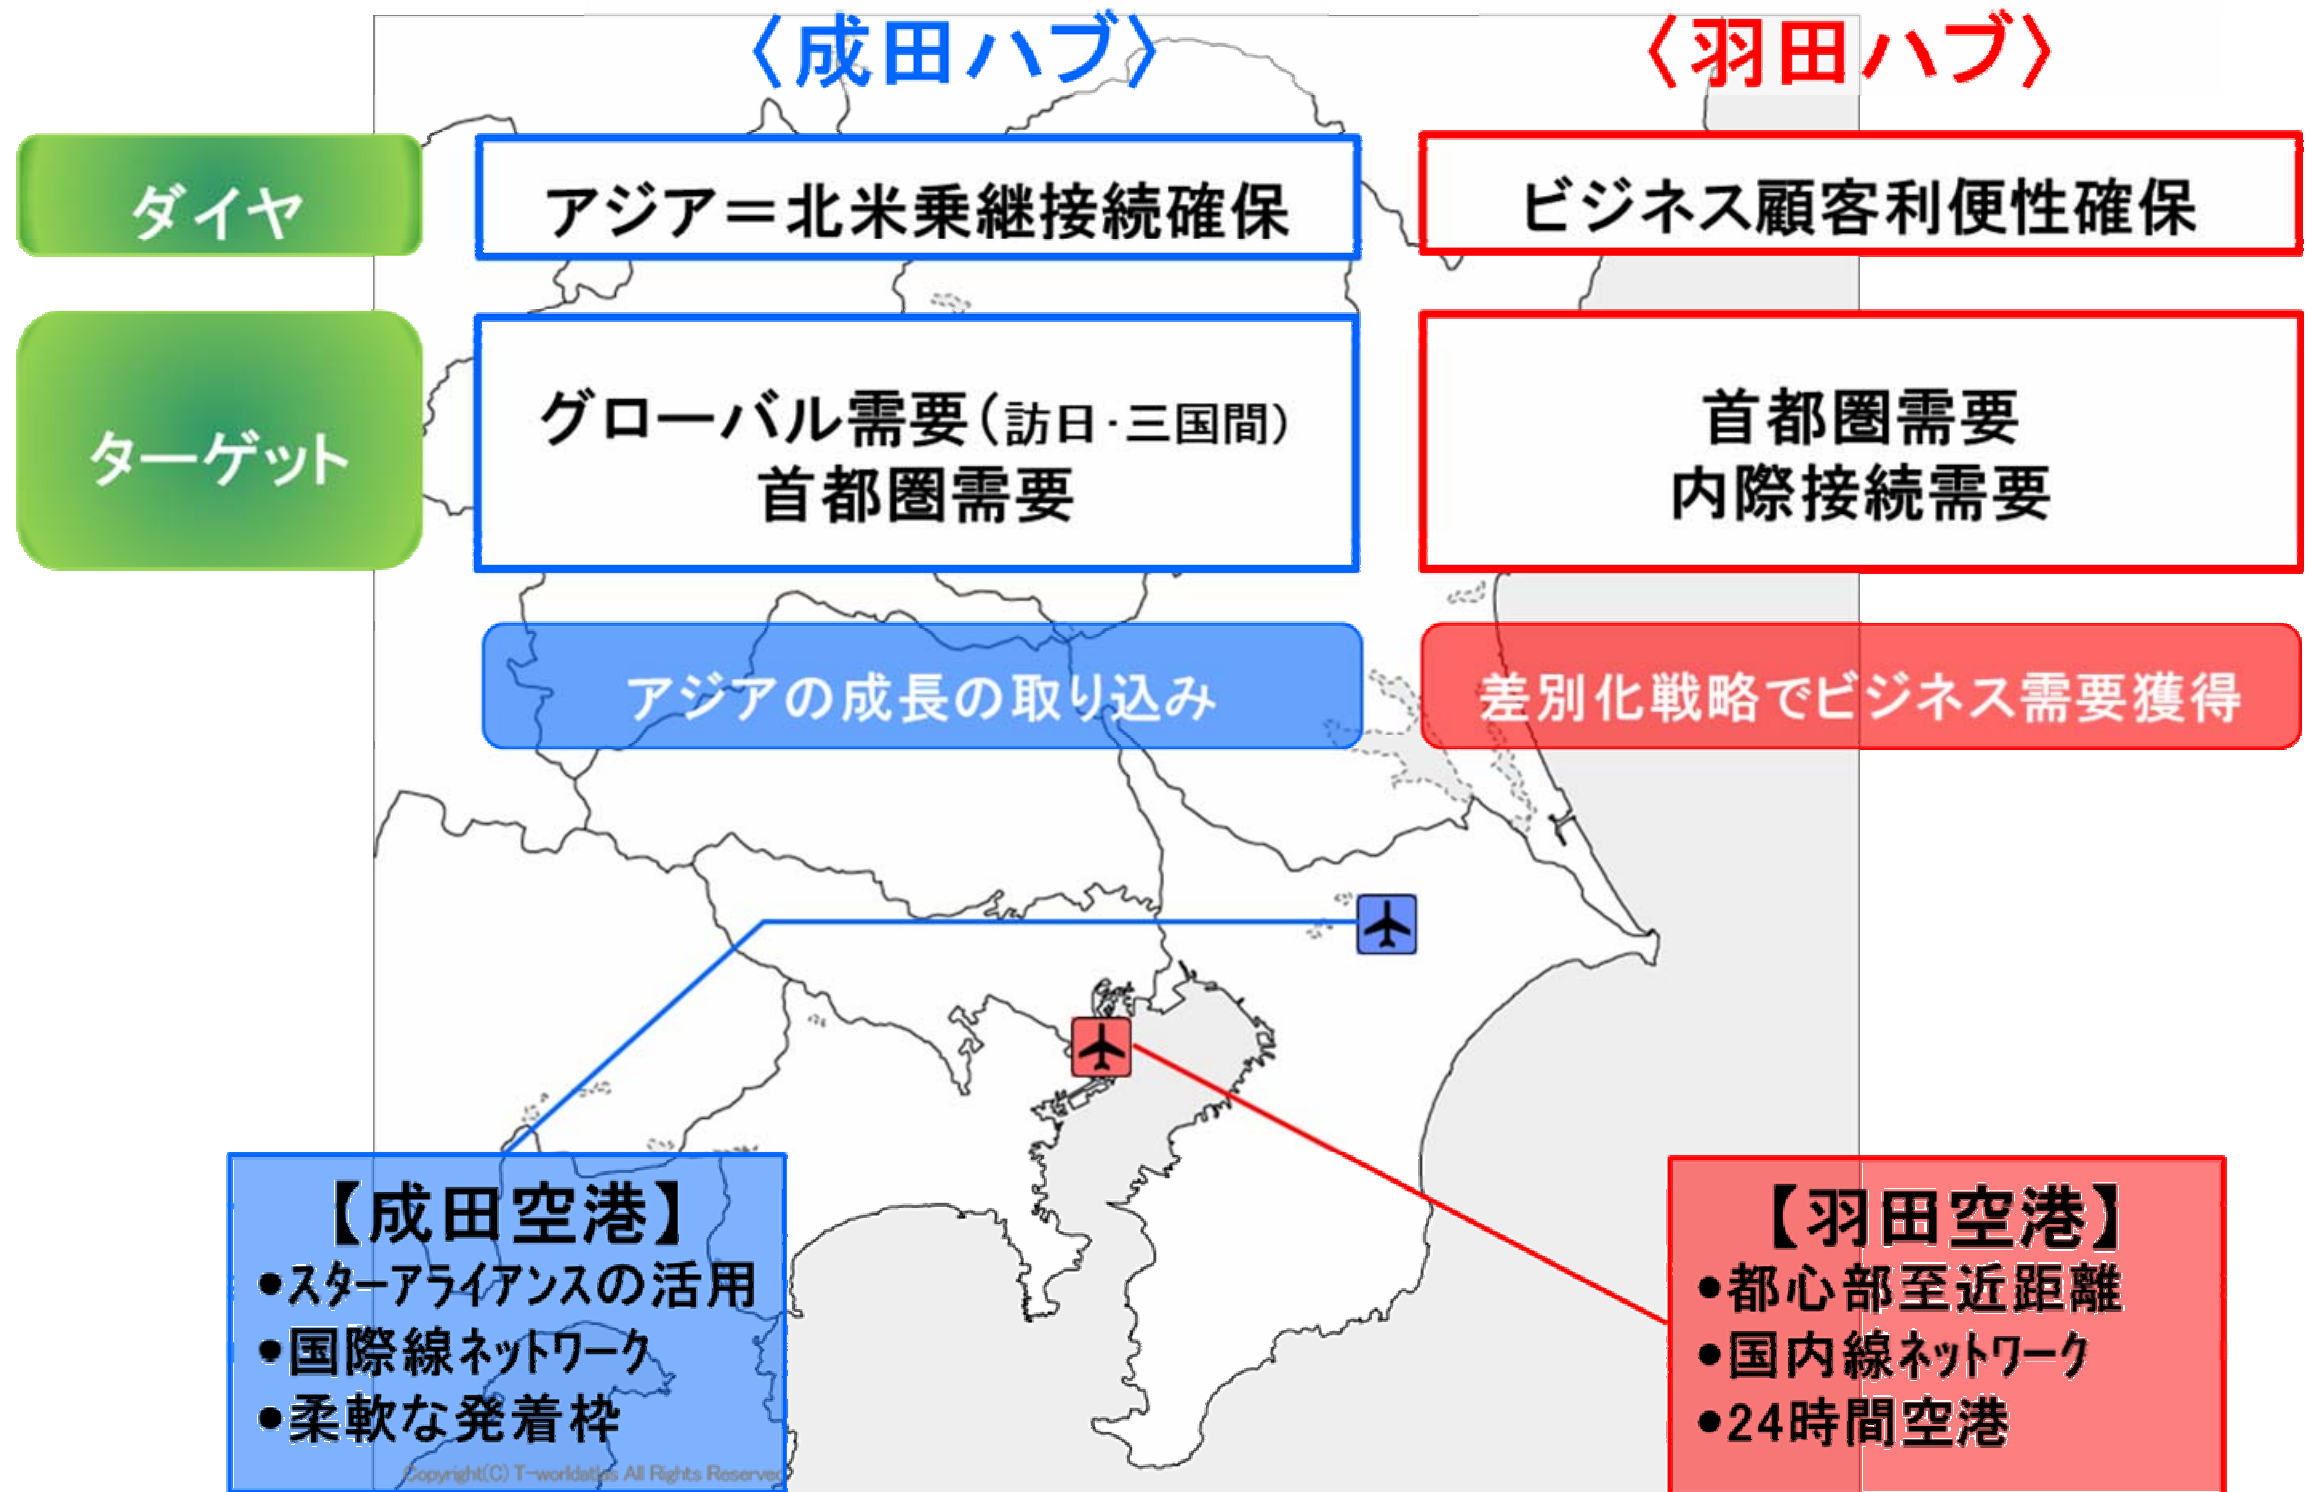 〈成田ハブ〉
〈羽田ハブ〉
ダイヤ
アジア＝北米乗継接続確保
ビジネス顧客利便性確保
ターゲット
グローバル需要（訪日・三国間）
首都圏需要
首都圏需要
内際接続需要
アジアの成長の取り込み
差別化戦略でビジネス需要獲得
【成田空港】
●ｽﾀｰｱﾗｲｱﾝｽの活用
●国際線ﾈｯﾄﾜｰｸ
●柔軟な発着枠
【羽田空港】
●都心部至近距離
●国内線ﾈｯﾄﾜｰｸ
●24時間空港
Copyright(C) T-worldatlas All Rights Reserved